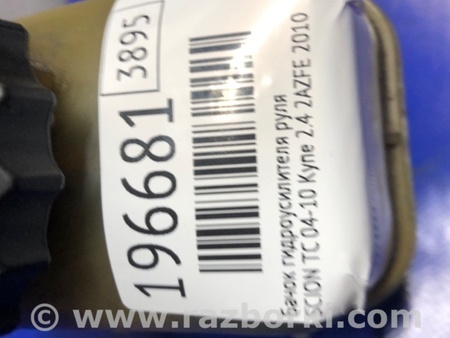 196681
3895
Бачок гидроусилителя руля
SCION TC 04-10 Купе 2.4 2AZFE 2010
© www.razborki.com